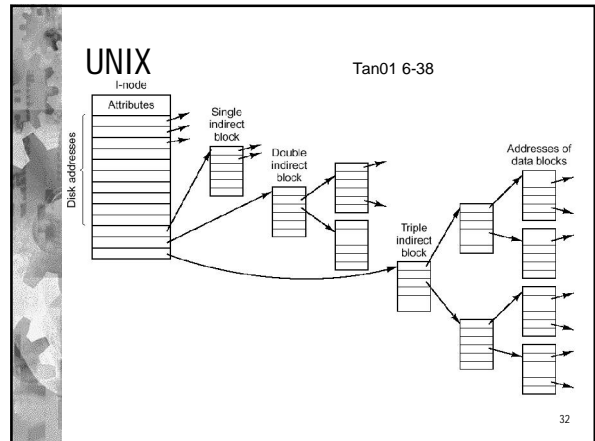 UNIX
Tan01 6-38
I-node
Attributes
Disk addresses
Single
indirect
block
Double
indirect
block
Triple
indirect
block
Addresses of
data blocks
32